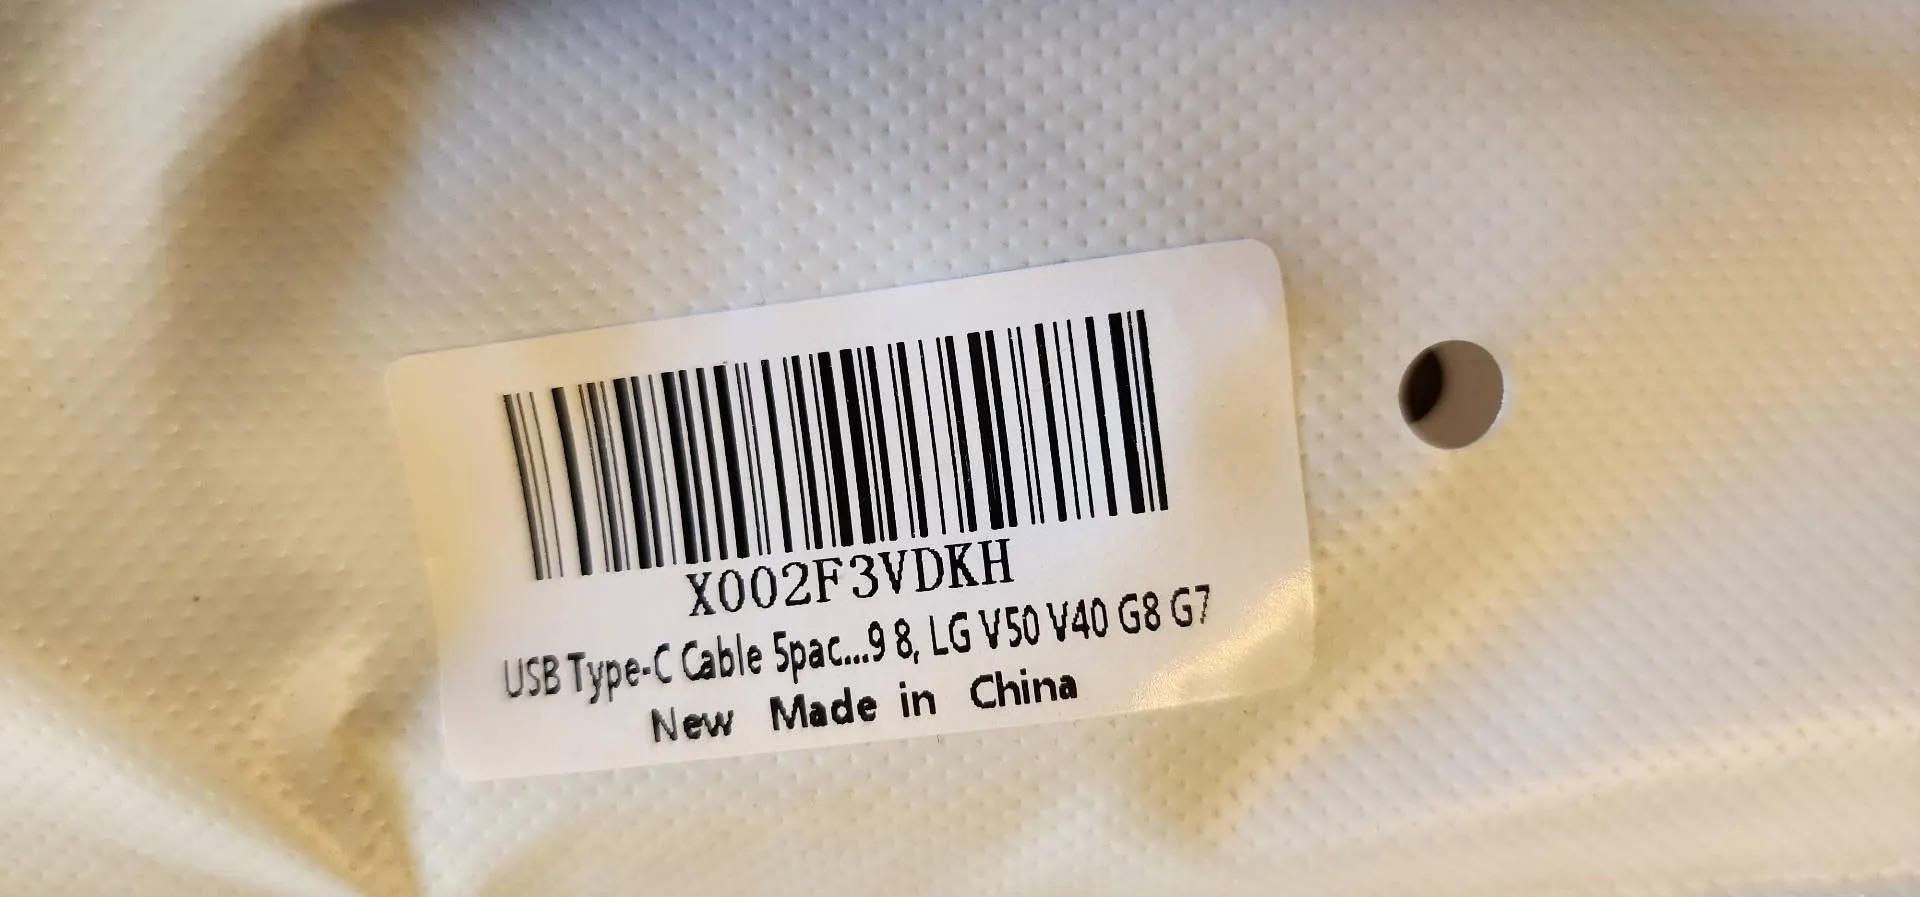 X002F3VDKH
USB Type-C Cable 5pac...9 8, LG V50 V40 G8 G7
New Made in China